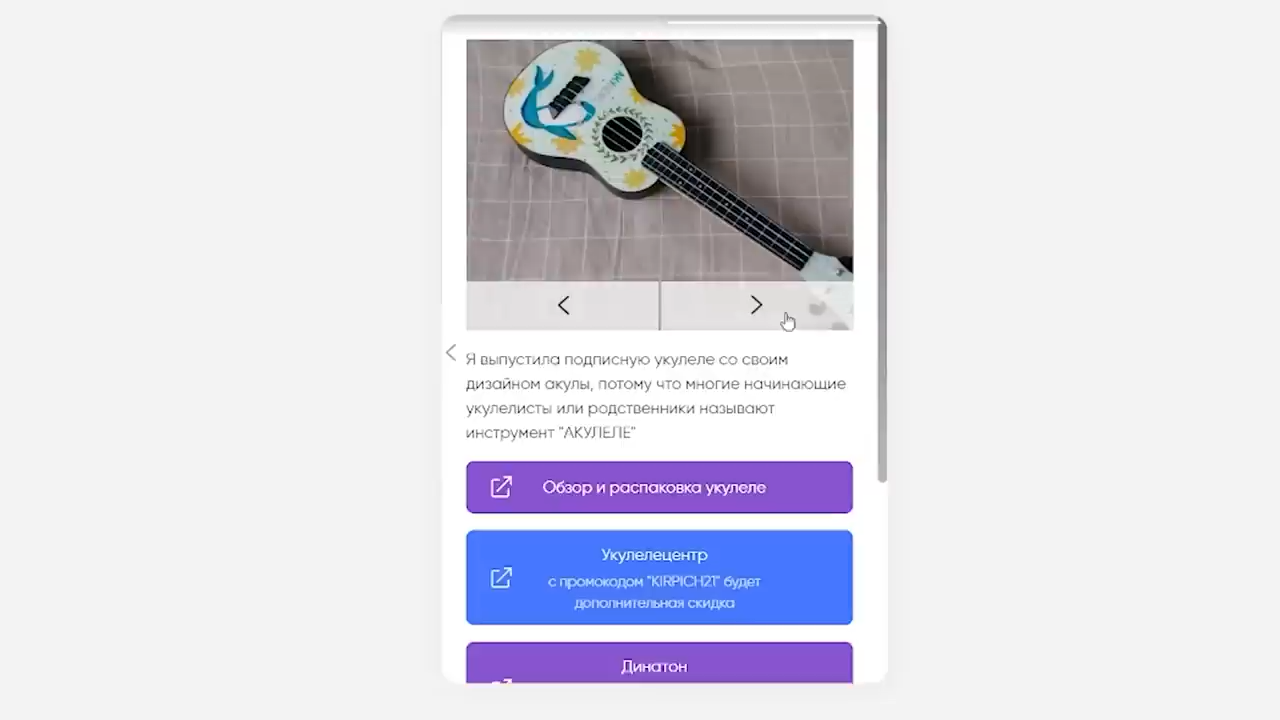 Я выпустила подписную укулеле со своим
дизайном акулы, потому что многие начинающие
укулелисты или родственники называют
инструмент "АКУЛЕЛЕ"
Обзор и распаковка укулеле
Укулелецентр
с промокодом "KIRPICH21" будет
дополнительная скидка
Динатон